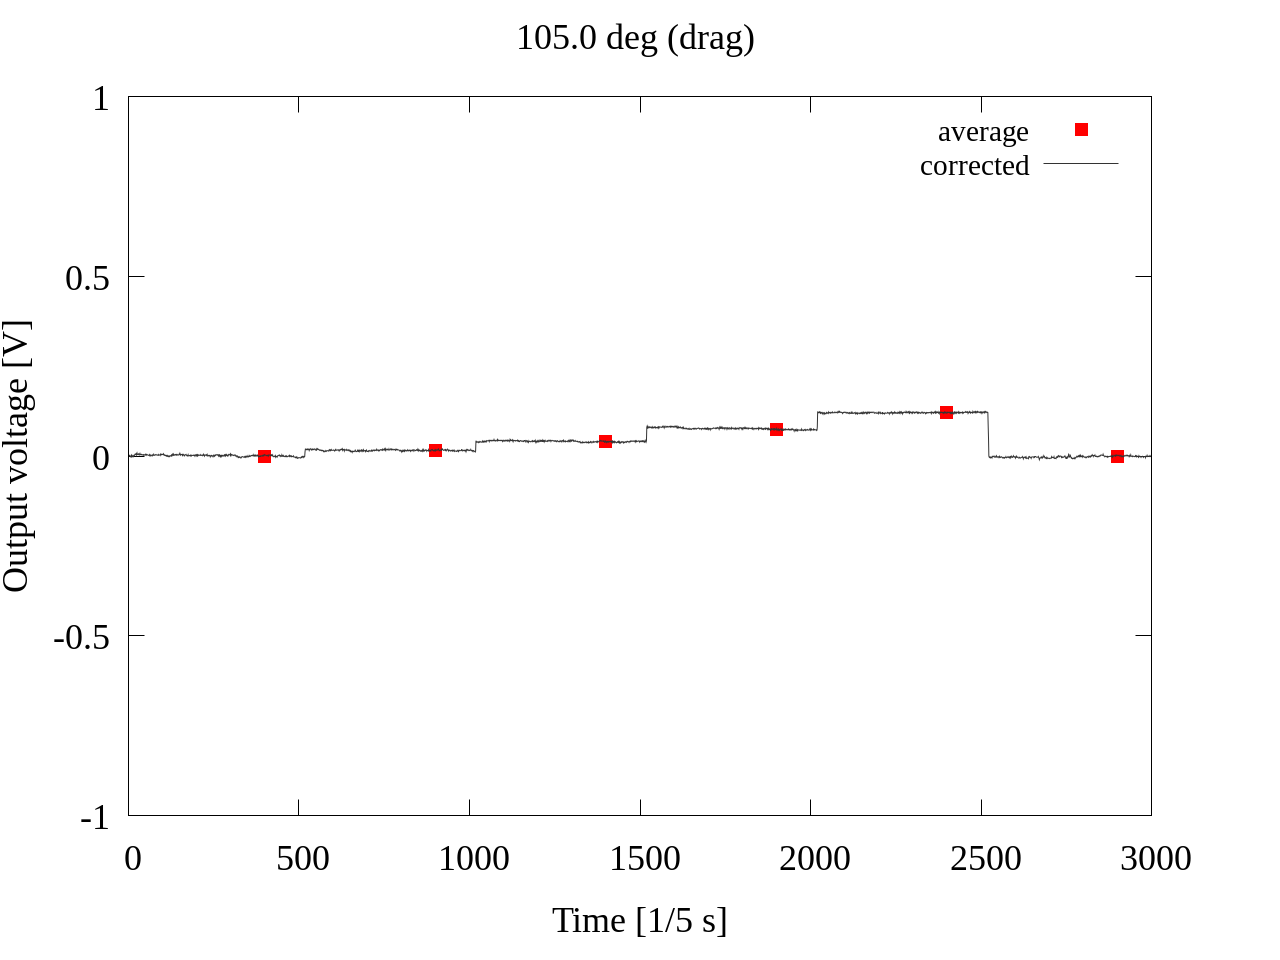 105.0 deg (drag)
average
corrected
1
0.5
0
-0.5
-1
Output voltage [V]
0 500 1000 1500 2000 2500 3000
Time [1/5 s]